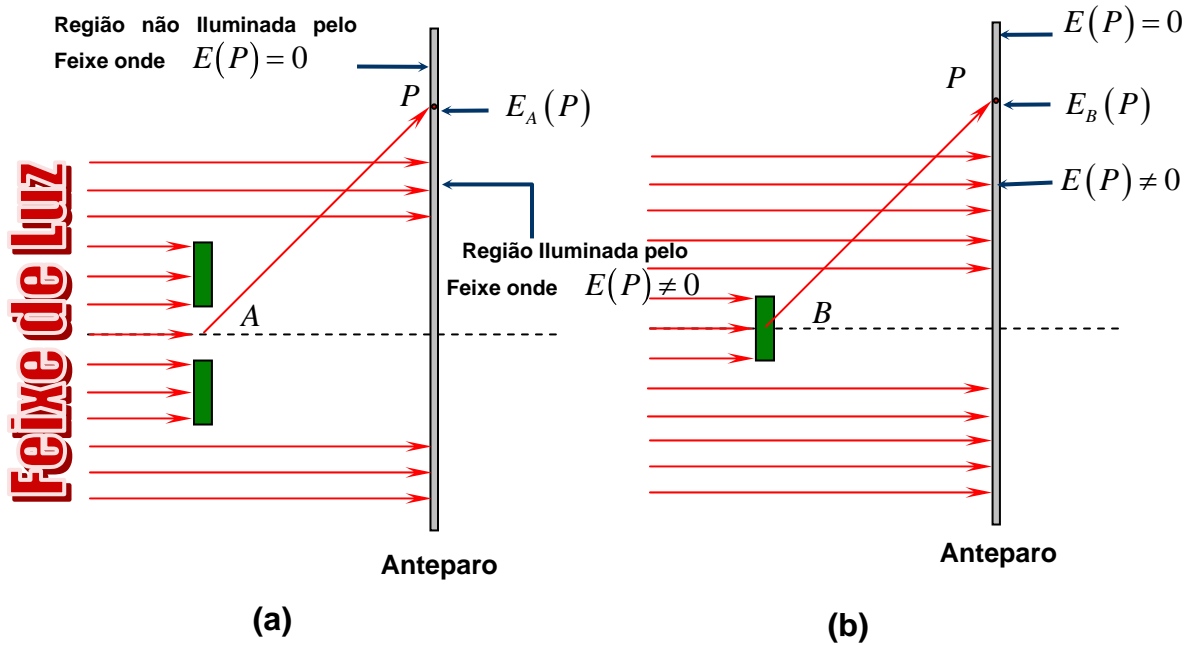 Região não Iluminada pelo
Feixe onde E(P)=0
P
E_A(P)
Feixe de Luz
Região Iluminada pelo
Feixe onde E(P)≠0
A
Anteparo
(a)
E(P)=0
P
E_B(P)
E(P)≠0
B
Anteparo
(b)